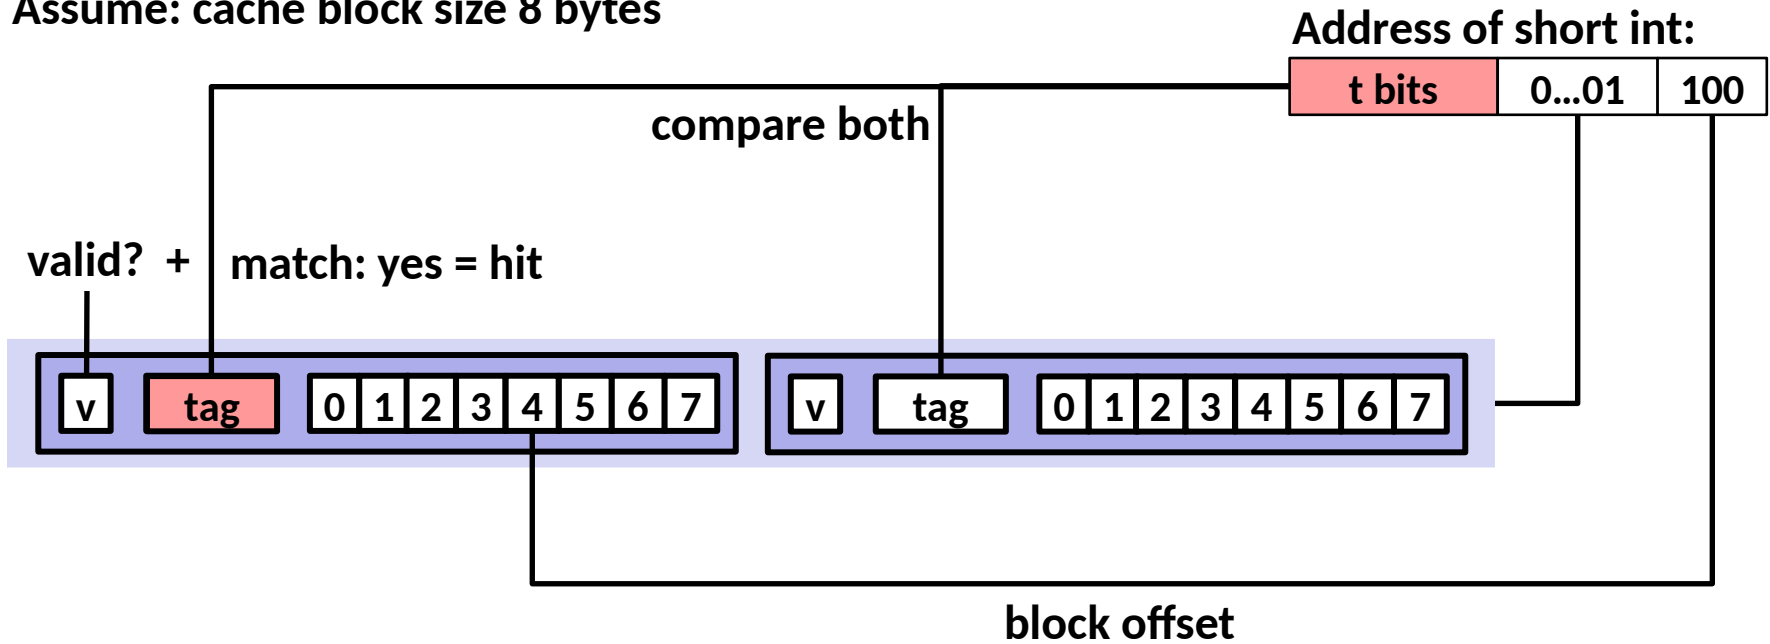 Assume: cache block size 8 bytes
Address of short int:
t bits 0...01 100
compare both
valid? + match: yes = hit
v tag 0 1 2 3 4 5 6 7 v tag 0 1 2 3 4 5 6 7
block offset